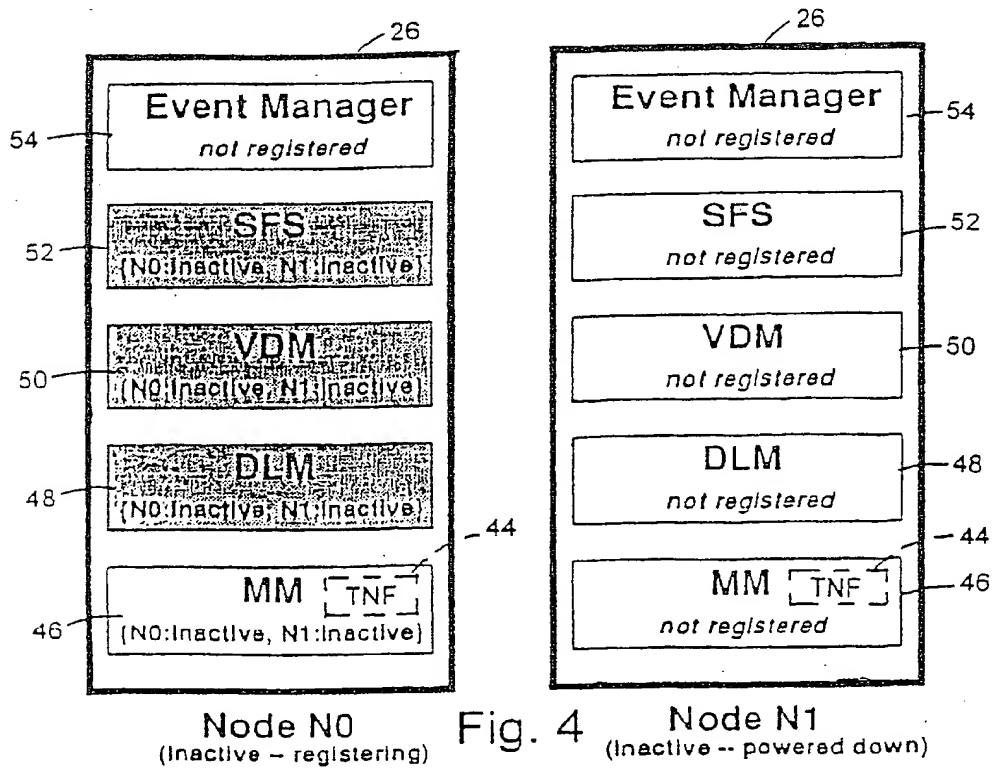 26
Event Manager
not registered
54
SFS
{N0:Inactive, N1:Inactive}
52
VDM
{N0:Inactive, N1:Inactive}
50
DLM
{N0:Inactive, N1:Inactive}
48
44
MM
TNF
{N0:Inactive, N1:Inactive}
46
Node N0
(Inactive – registering)
Fig. 4
26
Event Manager
not registered
54
SFS
not registered
52
VDM
not registered
50
DLM
not registered
48
44
MM
TNF
not registered
46
Node N1
(Inactive -- powered down)